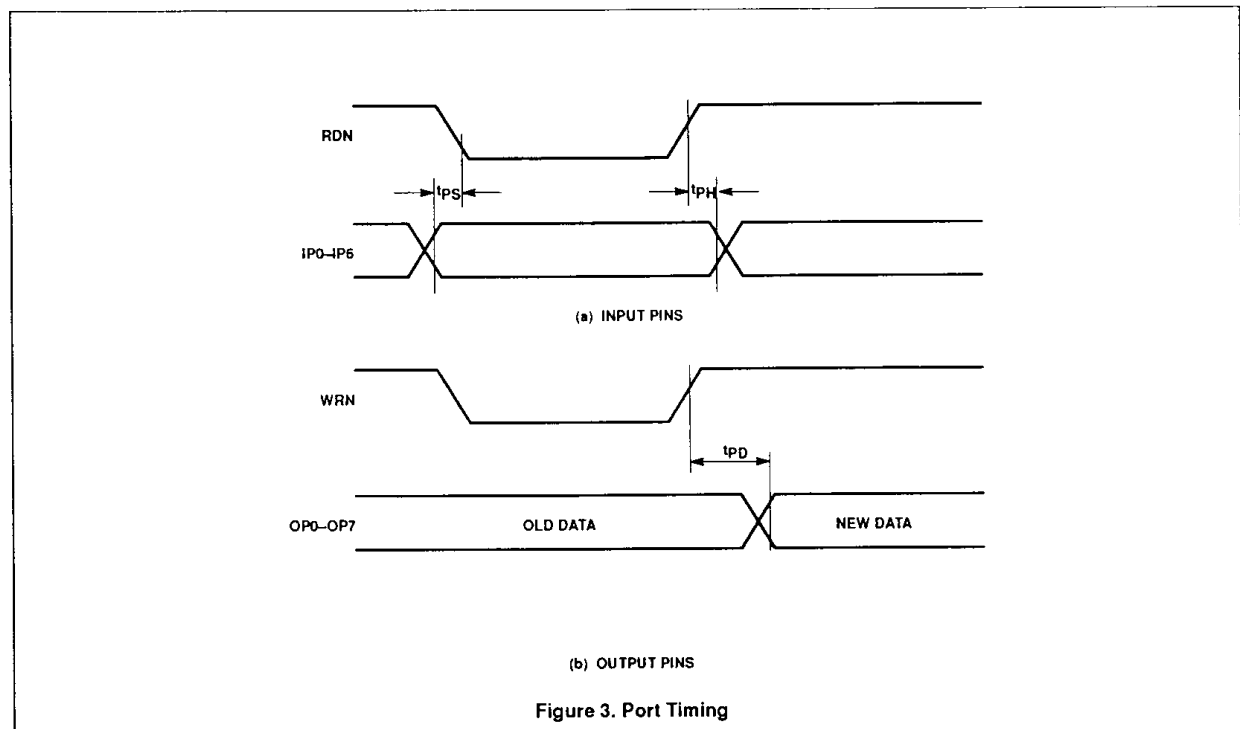 RDN
tPS
tPH
IP0–IP6
(a) INPUT PINS
WRN
tPD
OP0–OP7
OLD DATA
NEW DATA
(b) OUTPUT PINS
Figure 3. Port Timing